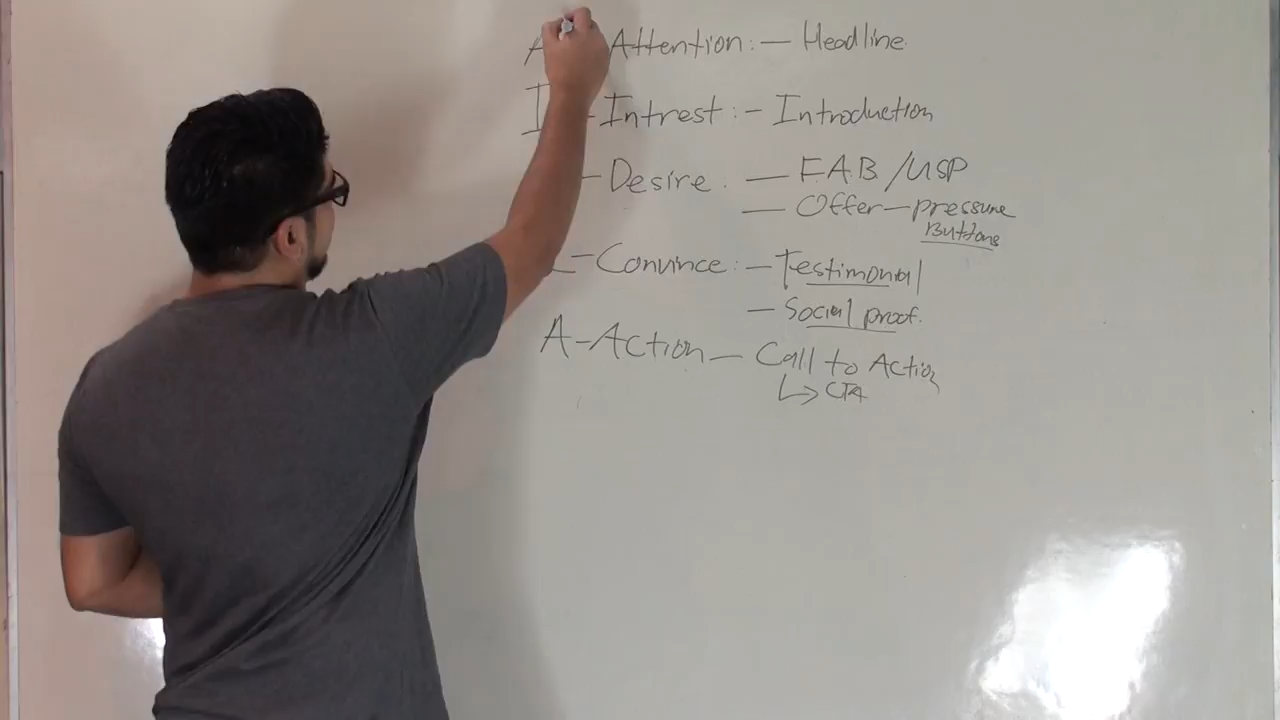 A Attention :- Headline
I - Intrest :- Introduction
- Desire : - F.A.B / USP
- Offer - pressure
Buttons
C - Convince : - Testimonial
- Social proof.
A - Action - Call to Action
↳ CTA